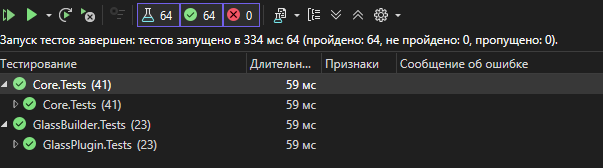 64 64 0
Запуск тестов завершен: тестов запущено в 334 мс: 64 (пройдено: 64, не пройдено: 0, пропущено: 0).
Тестирование Длительн... Признаки Сообщение об ошибке
Core.Tests (41) 59 мс
Core.Tests (41) 59 мс
GlassBuilder.Tests (23) 59 мс
GlassPlugin.Tests (23) 59 мс